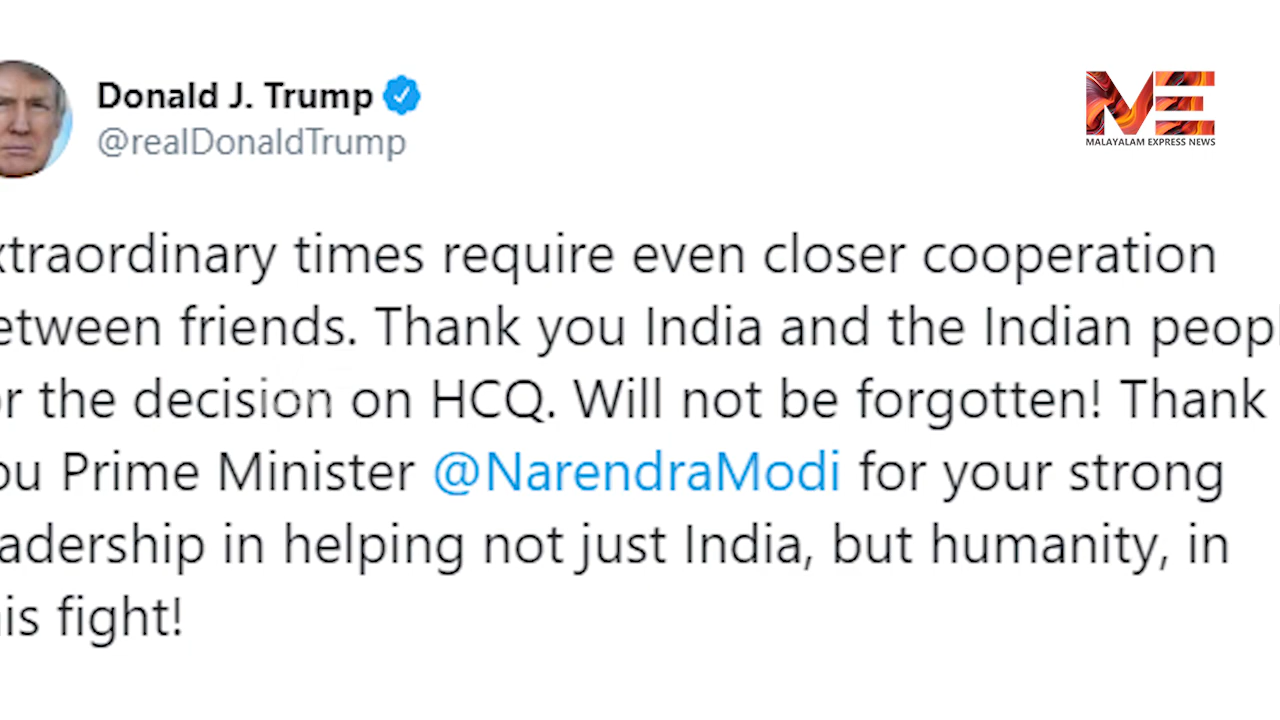 Donald J. Trump
@realDonaldTrump
ME
MALAYALAM EXPRESS NEWS
xtraordinary times require even closer cooperation
etween friends. Thank you India and the Indian peopl
or the decision on HCQ. Will not be forgotten! Thank
ou Prime Minister @NarendraModi for your strong
adership in helping not just India, but humanity, in
is fight!